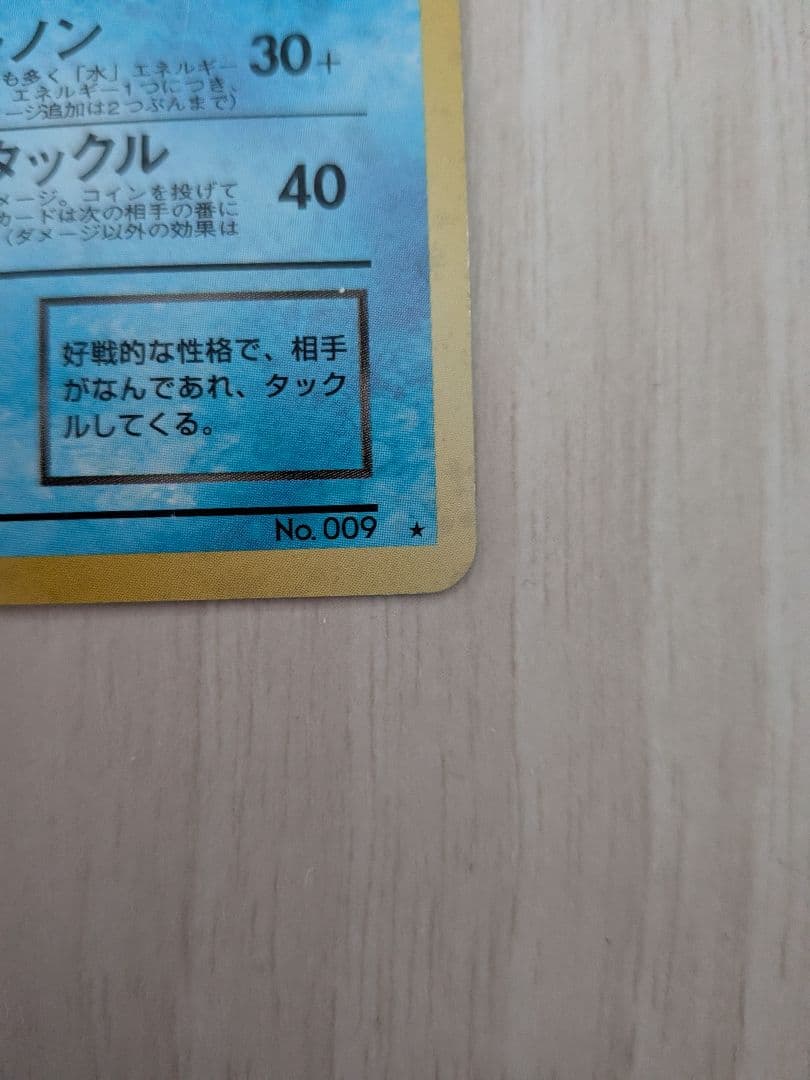 ノン 30+
も多く「水」エネルギー
エネルギー1つにつき、
ージ追加は2つぶんまで)
タックル 40
メージ。コインを投げて
カードは次の相手の番に
(ダメージ以外の効果は
好戦的な性格で、相手
がなんであれ、タック
ルしてくる。
No. 009 ★